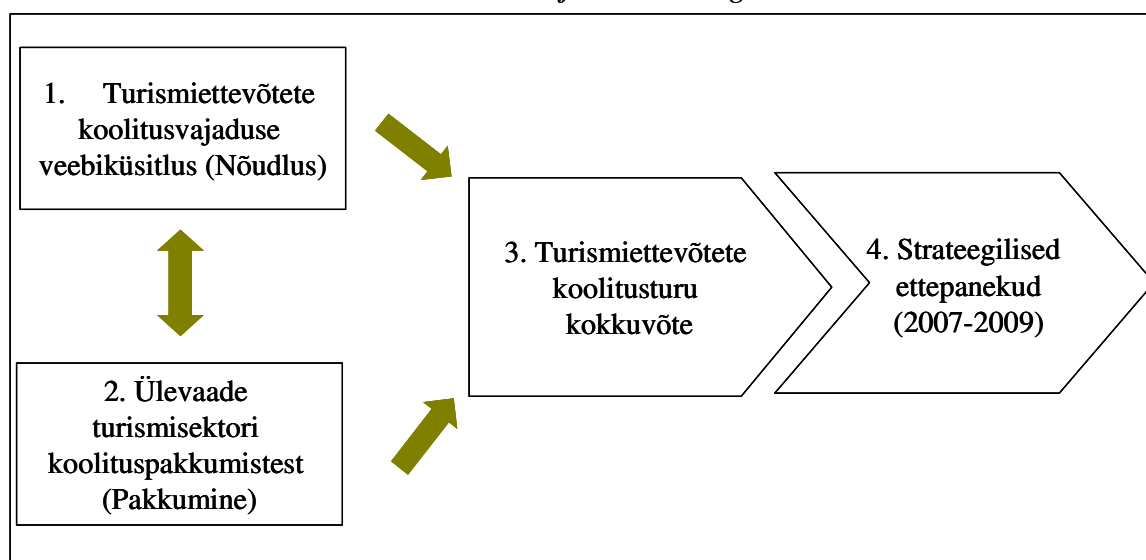 1. Turismiettevõtete
koolitusvajaduse
veebiküsitlus (Nõudlus)
2. Ülevaade
turismisektori
koolituspakkumistest
(Pakkumine)
3. Turismiettevõtete
koolitusturu
kokkuvõte
4. Strateegilised
ettepanekud
(2007-2009)